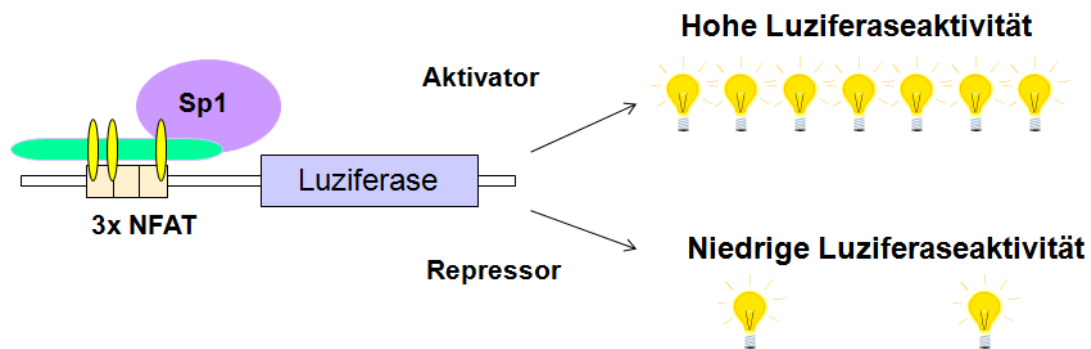 Hohe Luziferaseaktivität
Aktivator
Sp1
Luziferase
3x NFAT
Niedrige Luziferaseaktivität
Repressor